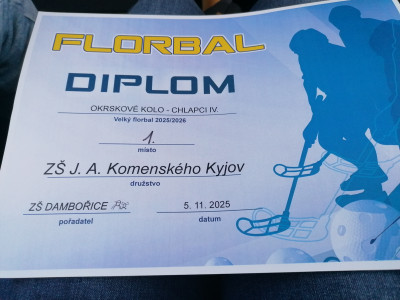 FLORBAL
DIPLOM
OKRSKOVÉ KOLO - CHLAPCI IV.
Velký florbal 2025/2026
1.
místo
ZŠ J. A. Komenského Kyjov
družstvo
ZŠ DAMBOŘICE 5. 11. 2025
pořadatel datum